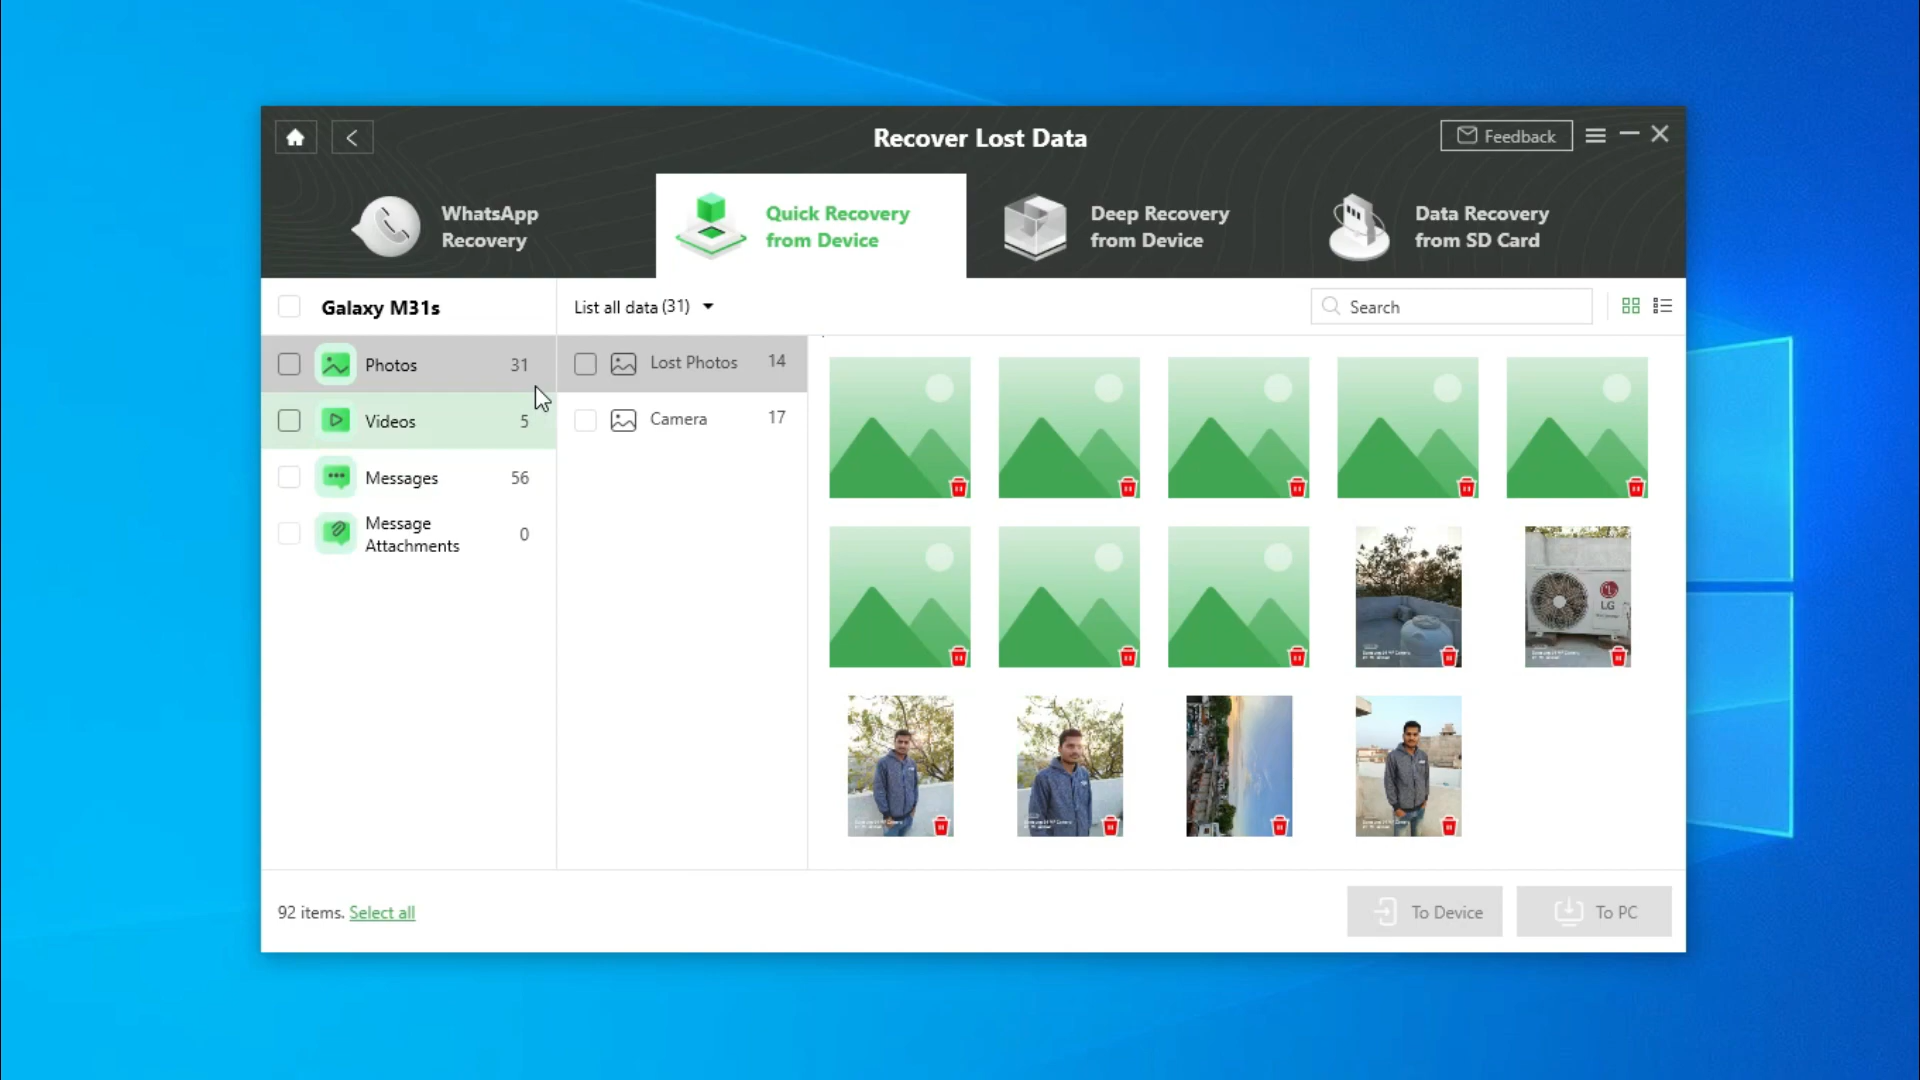 Recover Lost Data
Feedback
WhatsApp
Recovery
Quick Recovery
from Device
Deep Recovery
from Device
Data Recovery
from SD Card
Galaxy M31s
List all data (31)
Search
Photos 31
Videos 5
Messages 56
Message
Attachments 0
Lost Photos 14
Camera 17
LG
92 items. Select all
To Device
To PC